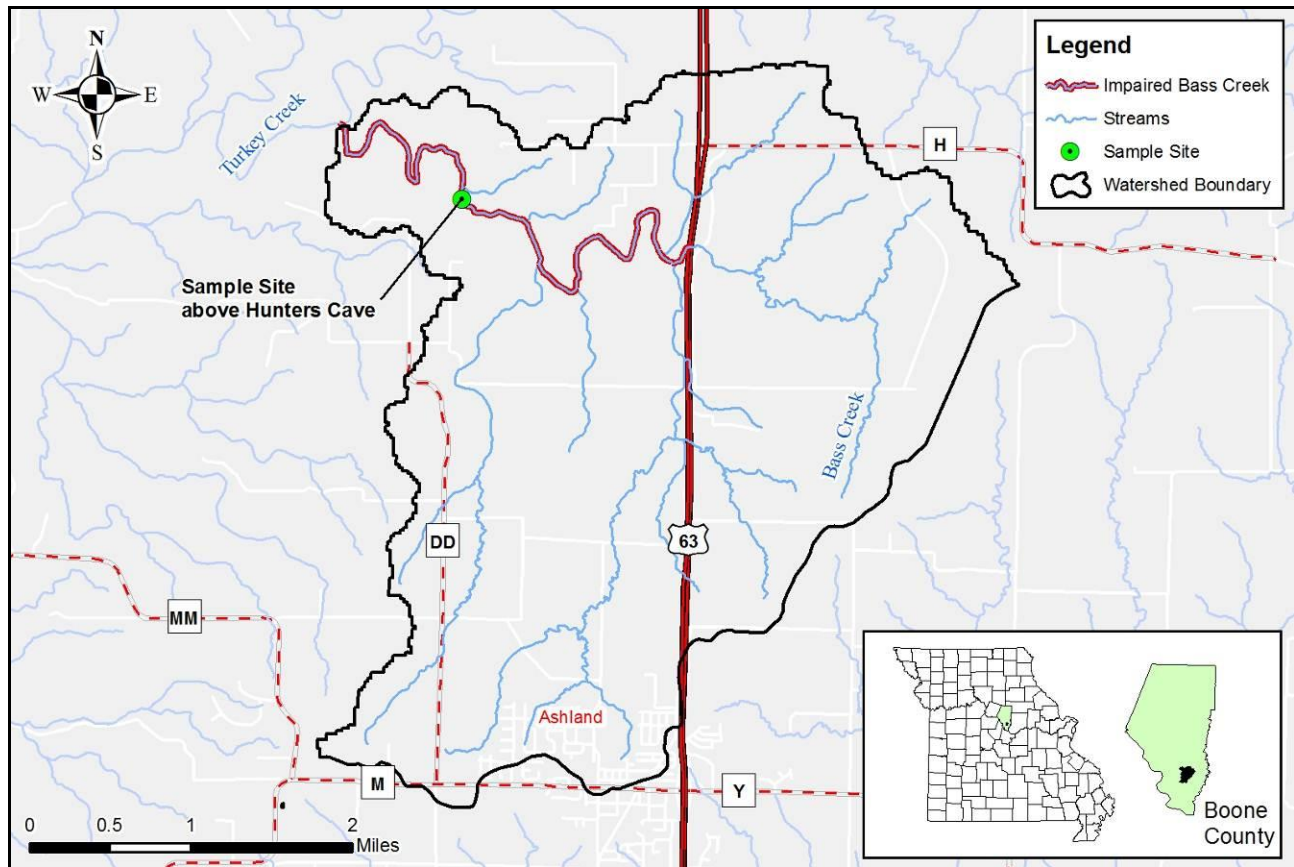 N
W
E
S
Turkey Creek
Legend
Impaired Bass Creek
Streams
Sample Site
Watershed Boundary
H
Sample Site
above Hunters Cave
Bass Creek
DD
63
MM
Ashland
M
Y
0 0.5 1 2
Miles
Boone
County